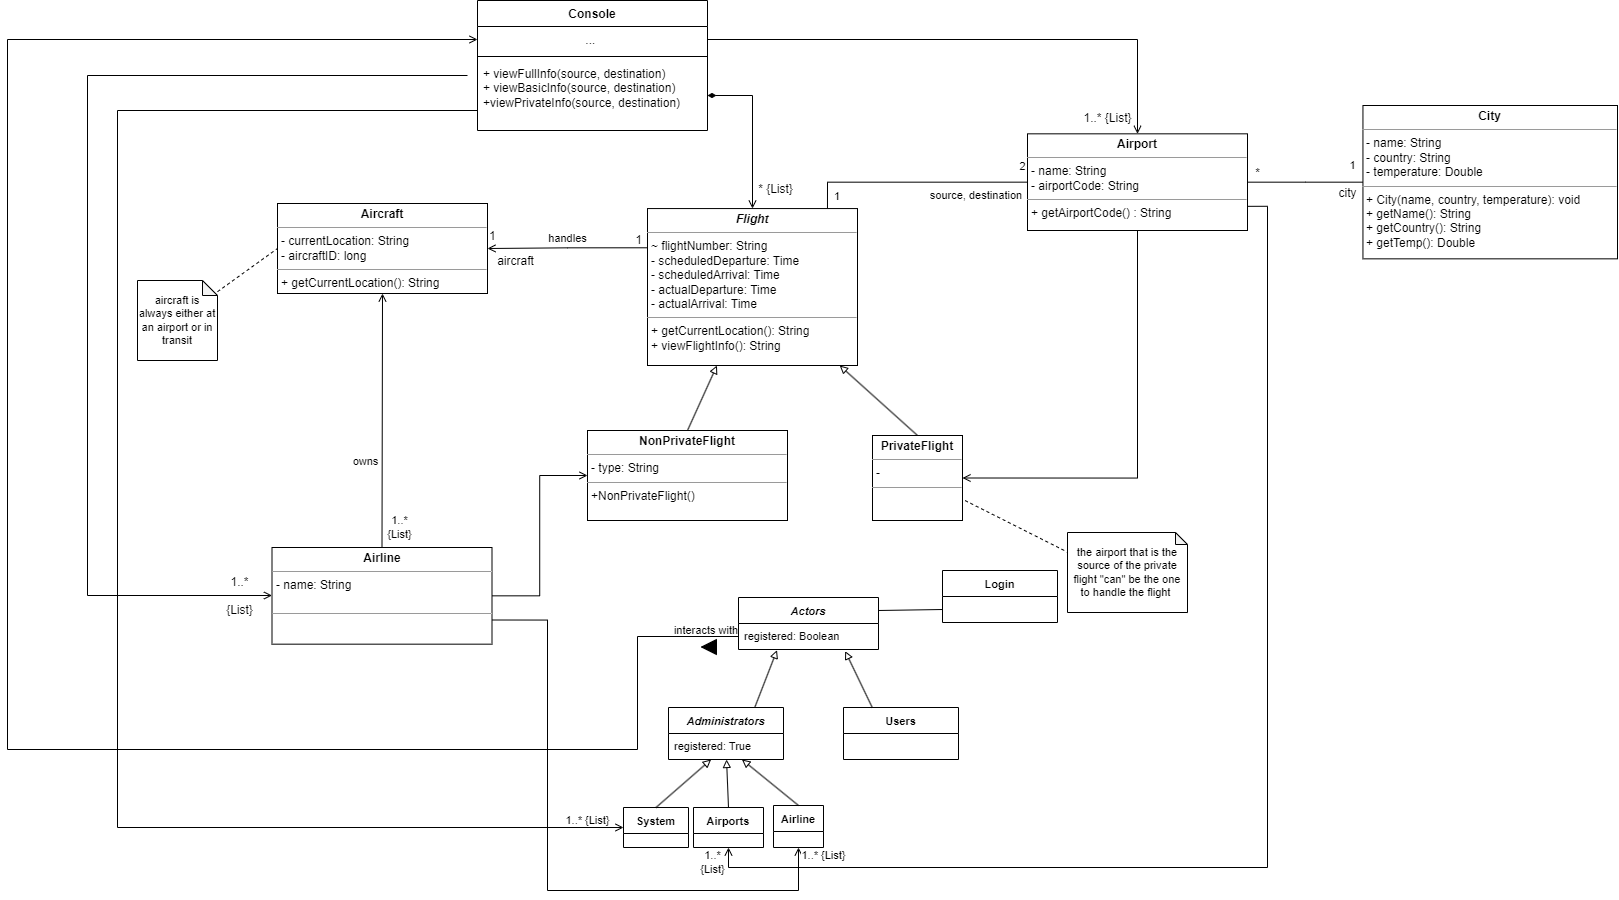 Console
...
+ viewFullInfo(source, destination)
+ viewBasicInfo(source, destination)
+viewPrivateInfo(source, destination)
1..* {List}
* {List}
Airport
- name: String
- airportCode: String
+ getAirportCode() : String
2
source, destination
1
*
1
city
City
- name: String
- country: String
- temperature: Double
+ City(name, country, temperature): void
+ getName(): String
+ getCountry(): String
+ getTemp(): Double
Aircraft
- currentLocation: String
- aircraftID: long
+ getCurrentLocation(): String
1
aircraft
handles
1
Flight
~ flightNumber: String
- scheduledDeparture: Time
- scheduledArrival: Time
- actualDeparture: Time
- actualArrival: Time
+ getCurrentLocation(): String
+ viewFlightInfo(): String
aircraft is
always either at
an airport or in
transit
owns
1..*
{List}
NonPrivateFlight
- type: String
+NonPrivateFlight()
PrivateFlight
-
the airport that is the
source of the private
flight "can" be the one
to handle the flight
1..*
{List}
Airline
- name: String
Login
Actors
registered: Boolean
interacts with
Administrators
registered: True
Users
1..* {List}
System
Airports
Airline
1..*
{List}
1..* {List}